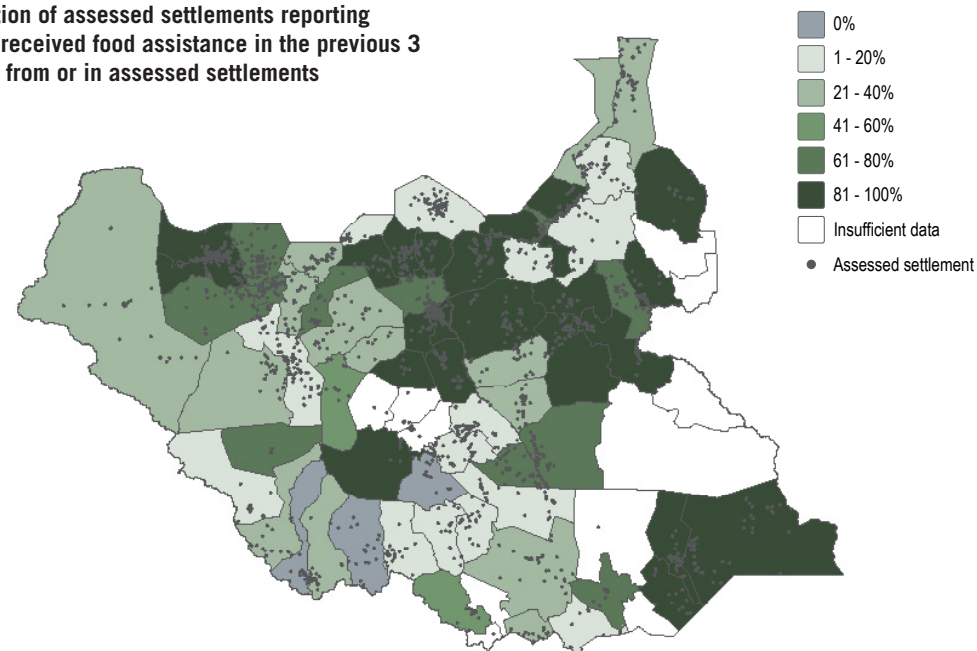 of assessed settlements reporting
received food assistance in the previous 3
from or in assessed settlements
0%
1 - 20%
21 - 40%
41 - 60%
61 - 80%
81 - 100%
Insufficient data
Assessed settlement